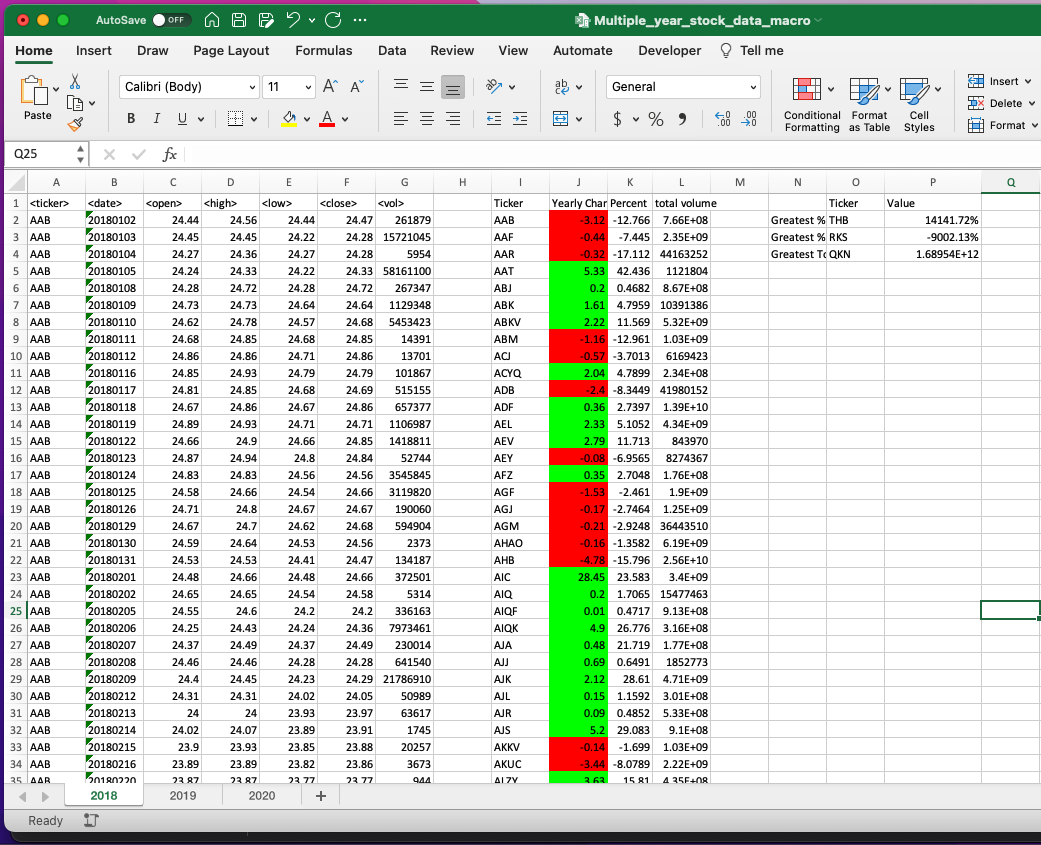 AutoSave OFF Multiple_year_stock_data_macro
Home Insert Draw Page Layout Formulas Data Review View Automate Developer Tell me
Paste Calibri (Body) 11 A^ A General Conditional Formatting Format as Table Cell Styles Insert Delete Format
B I U A $ % ab
Q25 fx
A B C D E F G H I J K L M N O P Q
1 <ticker> <date> <open> <high> <low> <close> <vol> Ticker Yearly Char Percent total volume Ticker Value
2 AAB 20180102 24.44 24.56 24.44 24.47 261879 AAB -3.12 -12.766 7.66E+08 Greatest % THB 14141.72%
3 AAB 20180103 24.45 24.45 24.22 24.28 15721045 AAF -0.44 -7.445 2.35E+09 Greatest % RKS -9002.13%
4 AAB 20180104 24.27 24.36 24.27 24.28 5954 AAR -0.32 -17.112 44163252 Greatest To QKN 1.68954E+12
5 AAB 20180105 24.24 24.33 24.22 24.33 58161100 AAT 5.33 42.436 1121804
6 AAB 20180108 24.28 24.72 24.28 24.72 267347 ABJ 0.2 0.4682 8.67E+08
7 AAB 20180109 24.73 24.73 24.64 24.64 1129348 ABK 1.61 4.7959 10391386
8 AAB 20180110 24.62 24.78 24.57 24.68 5453423 ABKV 2.22 11.569 5.32E+09
9 AAB 20180111 24.68 24.85 24.68 24.85 14391 ABM -1.16 -12.961 1.03E+09
10 AAB 20180112 24.86 24.86 24.71 24.86 13701 ACJ -0.57 -3.7013 6169423
11 AAB 20180116 24.85 24.93 24.79 24.79 101867 ACYQ 2.04 4.7899 2.34E+08
12 AAB 20180117 24.81 24.85 24.68 24.69 515155 ADB -2.4 -8.3449 41980152
13 AAB 20180118 24.67 24.86 24.67 24.86 657377 ADF 0.36 2.7397 1.39E+10
14 AAB 20180119 24.89 24.93 24.71 24.71 1106987 AEL 2.33 5.1052 4.34E+09
15 AAB 20180122 24.66 24.9 24.66 24.85 1418811 AEV 2.79 11.713 843970
16 AAB 20180123 24.87 24.94 24.8 24.84 52744 AEY -0.08 -6.9565 8274367
17 AAB 20180124 24.83 24.83 24.56 24.56 3545845 AFZ 0.35 2.7048 1.76E+08
18 AAB 20180125 24.58 24.66 24.54 24.66 3119820 AGF -1.53 -2.461 1.9E+09
19 AAB 20180126 24.71 24.8 24.67 24.67 190060 AGJ -0.17 -2.7464 1.25E+09
20 AAB 20180129 24.67 24.7 24.62 24.68 594904 AGM -0.21 -2.9248 36443510
21 AAB 20180130 24.59 24.64 24.53 24.56 2373 AHAO -0.16 -1.3582 6.19E+09
22 AAB 20180131 24.53 24.53 24.41 24.47 134187 AHB -4.78 -15.796 2.56E+10
23 AAB 20180201 24.48 24.66 24.48 24.66 372501 AIC 28.45 23.583 3.4E+09
24 AAB 20180202 24.65 24.65 24.54 24.58 5314 AIQ 0.2 1.7065 15477463
25 AAB 20180205 24.55 24.6 24.2 24.2 336163 AIQF 0.01 0.4717 9.13E+08
26 AAB 20180206 24.25 24.43 24.24 24.36 7973461 AIQK 4.9 26.776 3.16E+08
27 AAB 20180207 24.37 24.49 24.37 24.49 230014 AJA 0.48 21.719 1.77E+08
28 AAB 20180208 24.46 24.46 24.28 24.28 641540 AJJ 0.69 0.6491 1852773
29 AAB 20180209 24.4 24.45 24.23 24.29 21786910 AJK 2.12 28.61 4.71E+09
30 AAB 20180212 24.31 24.31 24.02 24.05 50989 AJL 0.15 1.1592 3.01E+08
31 AAB 20180213 24 24 23.93 23.97 63617 AJR 0.09 0.4852 5.33E+08
32 AAB 20180214 24.02 24.07 23.89 23.91 1745 AJS 5.2 29.083 9.1E+08
33 AAB 20180215 23.9 23.93 23.85 23.88 20257 AKKV -0.14 -1.699 1.03E+09
34 AAB 20180216 23.89 23.89 23.82 23.86 3673 AKUC -3.44 -8.0789 2.22E+09
35 AAB 20180220 23.87 23.87 23.77 23.77 944 ALZY 3.63 15.81 4.35E+08
2018 2019 2020 +
Ready